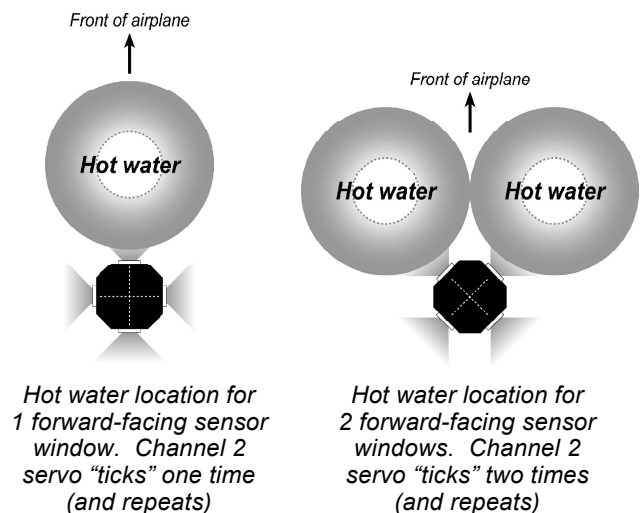 Front of airplane
Hot water
Hot water location for
1 forward-facing sensor
window.  Channel 2
servo “ticks” one time
(and repeats)
Front of airplane
Hot water
Hot water
Hot water location for
2 forward-facing sensor
windows.  Channel 2
servo “ticks” two times
(and repeats)